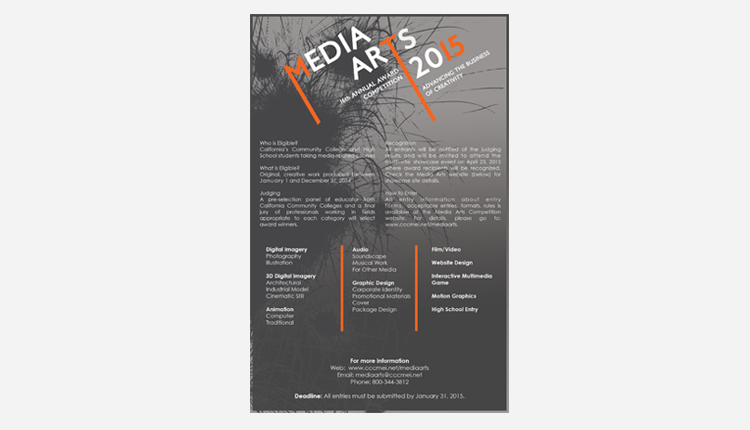 MEDIA
ARTS
2015
16th ANNUAL AWARD
COMPETITION
ADVANCING THE BUSINESS
OF CREATIVITY
Who is Eligible?
California's Community College and High
School students taking media-related courses
What is Eligible?
Original, creative work produced between
January 1 and December 31, 2014
Judging
A pre-selection panel of educator from
California Community Colleges and a final
jury of professionals working in fields
appropriate to each category will select
award winners.
Recognition
All entrants will be notified of the judging
results and will be invited to attend the
showcase event on April 23, 2015
where award recipients will be recognized.
Check the Media Arts website (below) for
showcase site details.
How to Enter
All entry information about entry
forms, acceptable entries, formats, rules is
available at the Media Arts Competition
website. For details, please go to:
www.cccmei.net/mediaarts.
Digital Imagery
Photography
Illustration
3D Digital Imagery
Architectural
Industrial Model
Cinematic Still
Animation
Computer
Traditional
Audio
Soundscape
Musical Work
For Other Media
Graphic Design
Corporate Identity
Promotional Materials
Cover
Package Design
Film/Video
Website Design
Interactive Multimedia
Game
Motion Graphics
High School Entry
For more information
Web: www.cccmei.net/mediaarts
Email: mediaarts@cccmei.net
Phone: 800-344-3812
Deadline: All entries must be submitted by January 31, 2015.